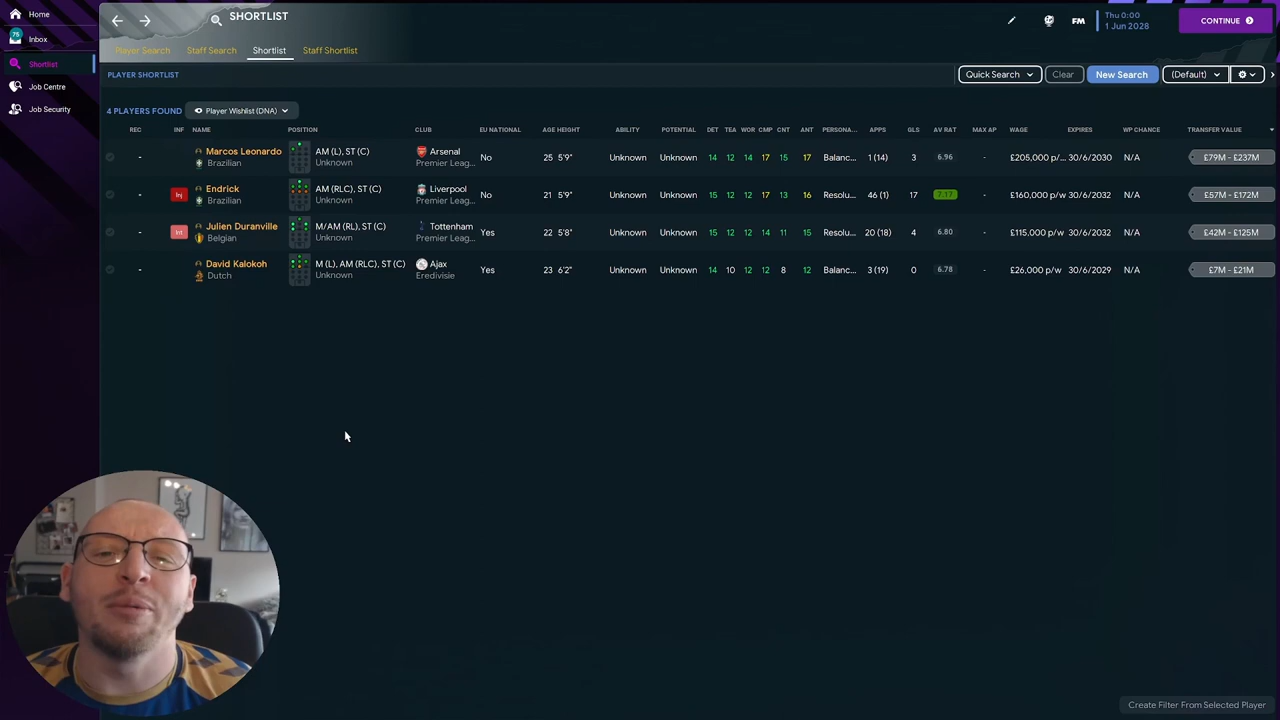 Home
SHORTLIST
Thu 0:00
1 Jun 2028
FM
CONTINUE
75
Inbox
Player Search
Staff Search
Shortlist
Staff Shortlist
Shortlist
PLAYER SHORTLIST
Quick Search
Clear
New Search
(Default)
Job Centre
Job Security
4 PLAYERS FOUND
Player Wishlist (DNA)
REC INF NAME POSITION CLUB EU NATIONAL AGE HEIGHT ABILITY POTENTIAL DET TEA WOR CMP CNT ANT PERSONA... APPS GLS AV RAT MAX AP WAGE EXPIRES WP CHANCE TRANSFER VALUE
- Marcos Leonardo AM (L), ST (C) Arsenal No 25 5'9" Unknown Unknown 14 12 14 17 15 17 Balanc... 1 (14) 3 6.96 - £205,000 p/... 30/6/2030 N/A £79M - £237M
Brazilian Unknown Premier Leag...
- Inj Endrick AM (RLC), ST (C) Liverpool No 21 5'9" Unknown Unknown 15 12 12 17 13 16 Resolu... 46 (1) 17 7.17 - £160,000 p/w 30/6/2032 N/A £57M - £172M
Brazilian Unknown Premier Leag...
- Int Julien Duranville M/AM (RL), ST (C) Tottenham Yes 22 5'8" Unknown Unknown 15 12 12 14 11 15 Resolu... 20 (18) 4 6.80 - £115,000 p/w 30/6/2032 N/A £42M - £125M
Belgian Unknown Premier Leag...
- David Kalokoh M (L), AM (RLC), ST (C) Ajax Yes 23 6'2" Unknown Unknown 14 10 12 12 8 12 Balanc... 3 (19) 0 6.78 - £26,000 p/w 30/6/2029 N/A £7M - £21M
Dutch Unknown Eredivisie
Create Filter From Selected Player